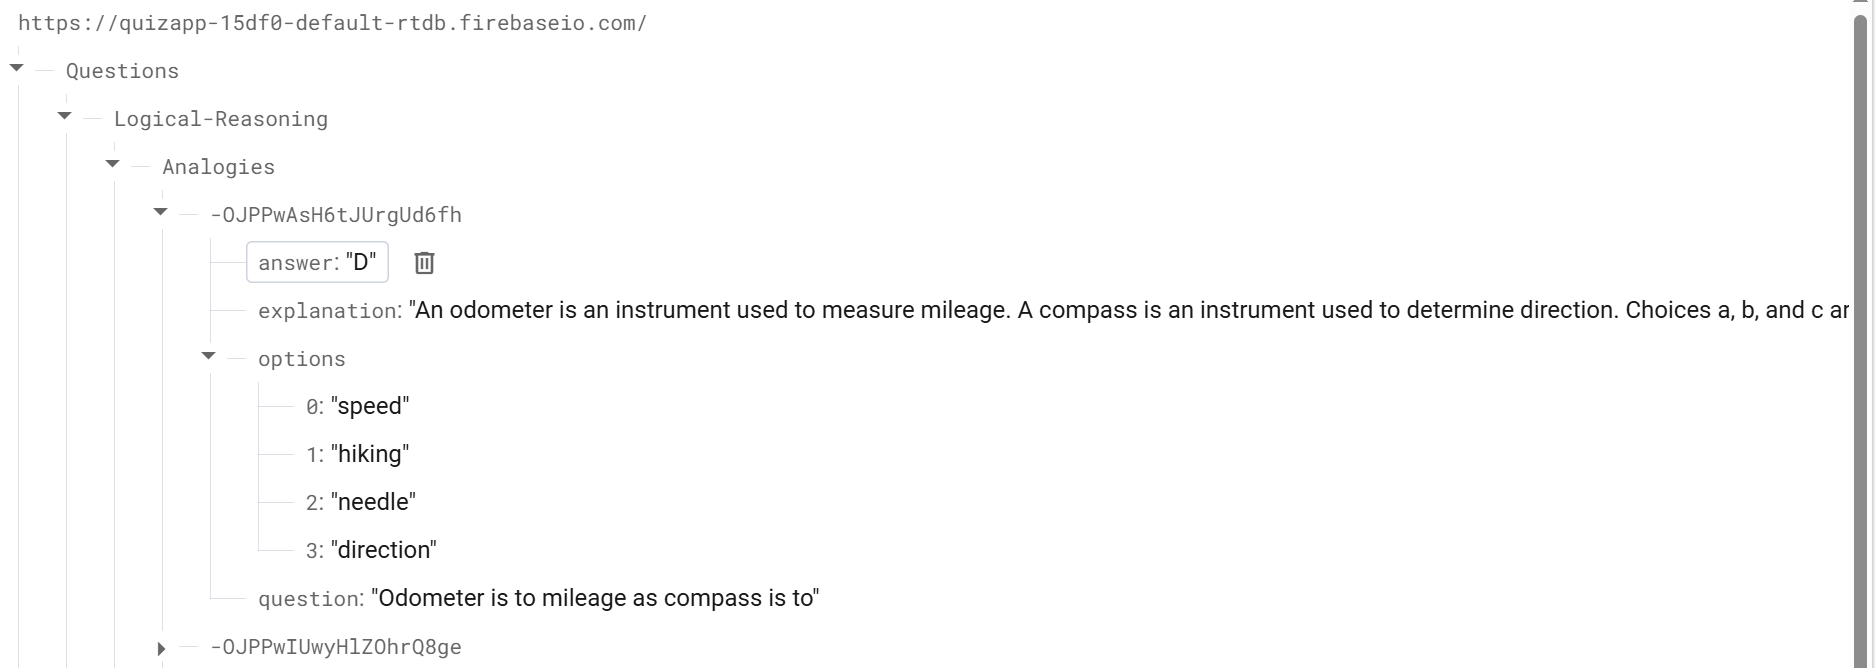 https://quizapp-15df0-default-rtdb.firebaseio.com/
Questions
Logical-Reasoning
Analogies
-OJPPwAsH6tJUrgUd6fh
answer: "D"
explanation: "An odometer is an instrument used to measure mileage. A compass is an instrument used to determine direction. Choices a, b, and c ar
options
0: "speed"
1: "hiking"
2: "needle"
3: "direction"
question: "Odometer is to mileage as compass is to"
-OJPPwIUwyHlZOhrQ8ge